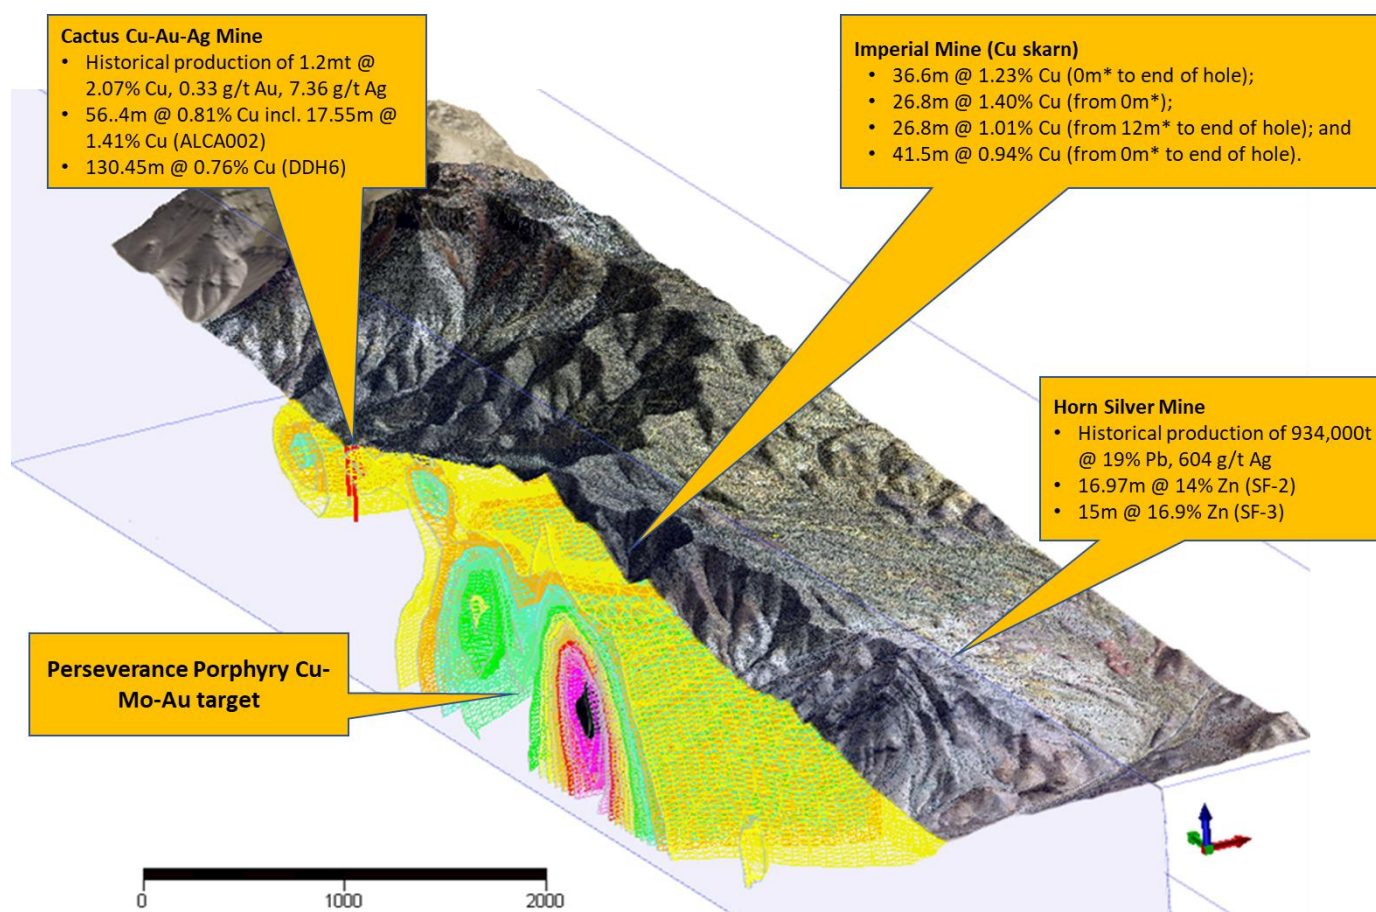 Cactus Cu-Au-Ag Mine
• Historical production of 1.2mt @
2.07% Cu, 0.33 g/t Au, 7.36 g/t Ag
• 56..4m @ 0.81% Cu incl. 17.55m @
1.41% Cu (ALCA002)
• 130.45m @ 0.76% Cu (DDH6)
Imperial Mine (Cu skarn)
• 36.6m @ 1.23% Cu (0m* to end of hole);
• 26.8m @ 1.40% Cu (from 0m*);
• 26.8m @ 1.01% Cu (from 12m* to end of hole); and
• 41.5m @ 0.94% Cu (from 0m* to end of hole).
Horn Silver Mine
• Historical production of 934,000t
@ 19% Pb, 604 g/t Ag
• 16.97m @ 14% Zn (SF-2)
• 15m @ 16.9% Zn (SF-3)
Perseverance Porphyry Cu-
Mo-Au target
0 1000 2000